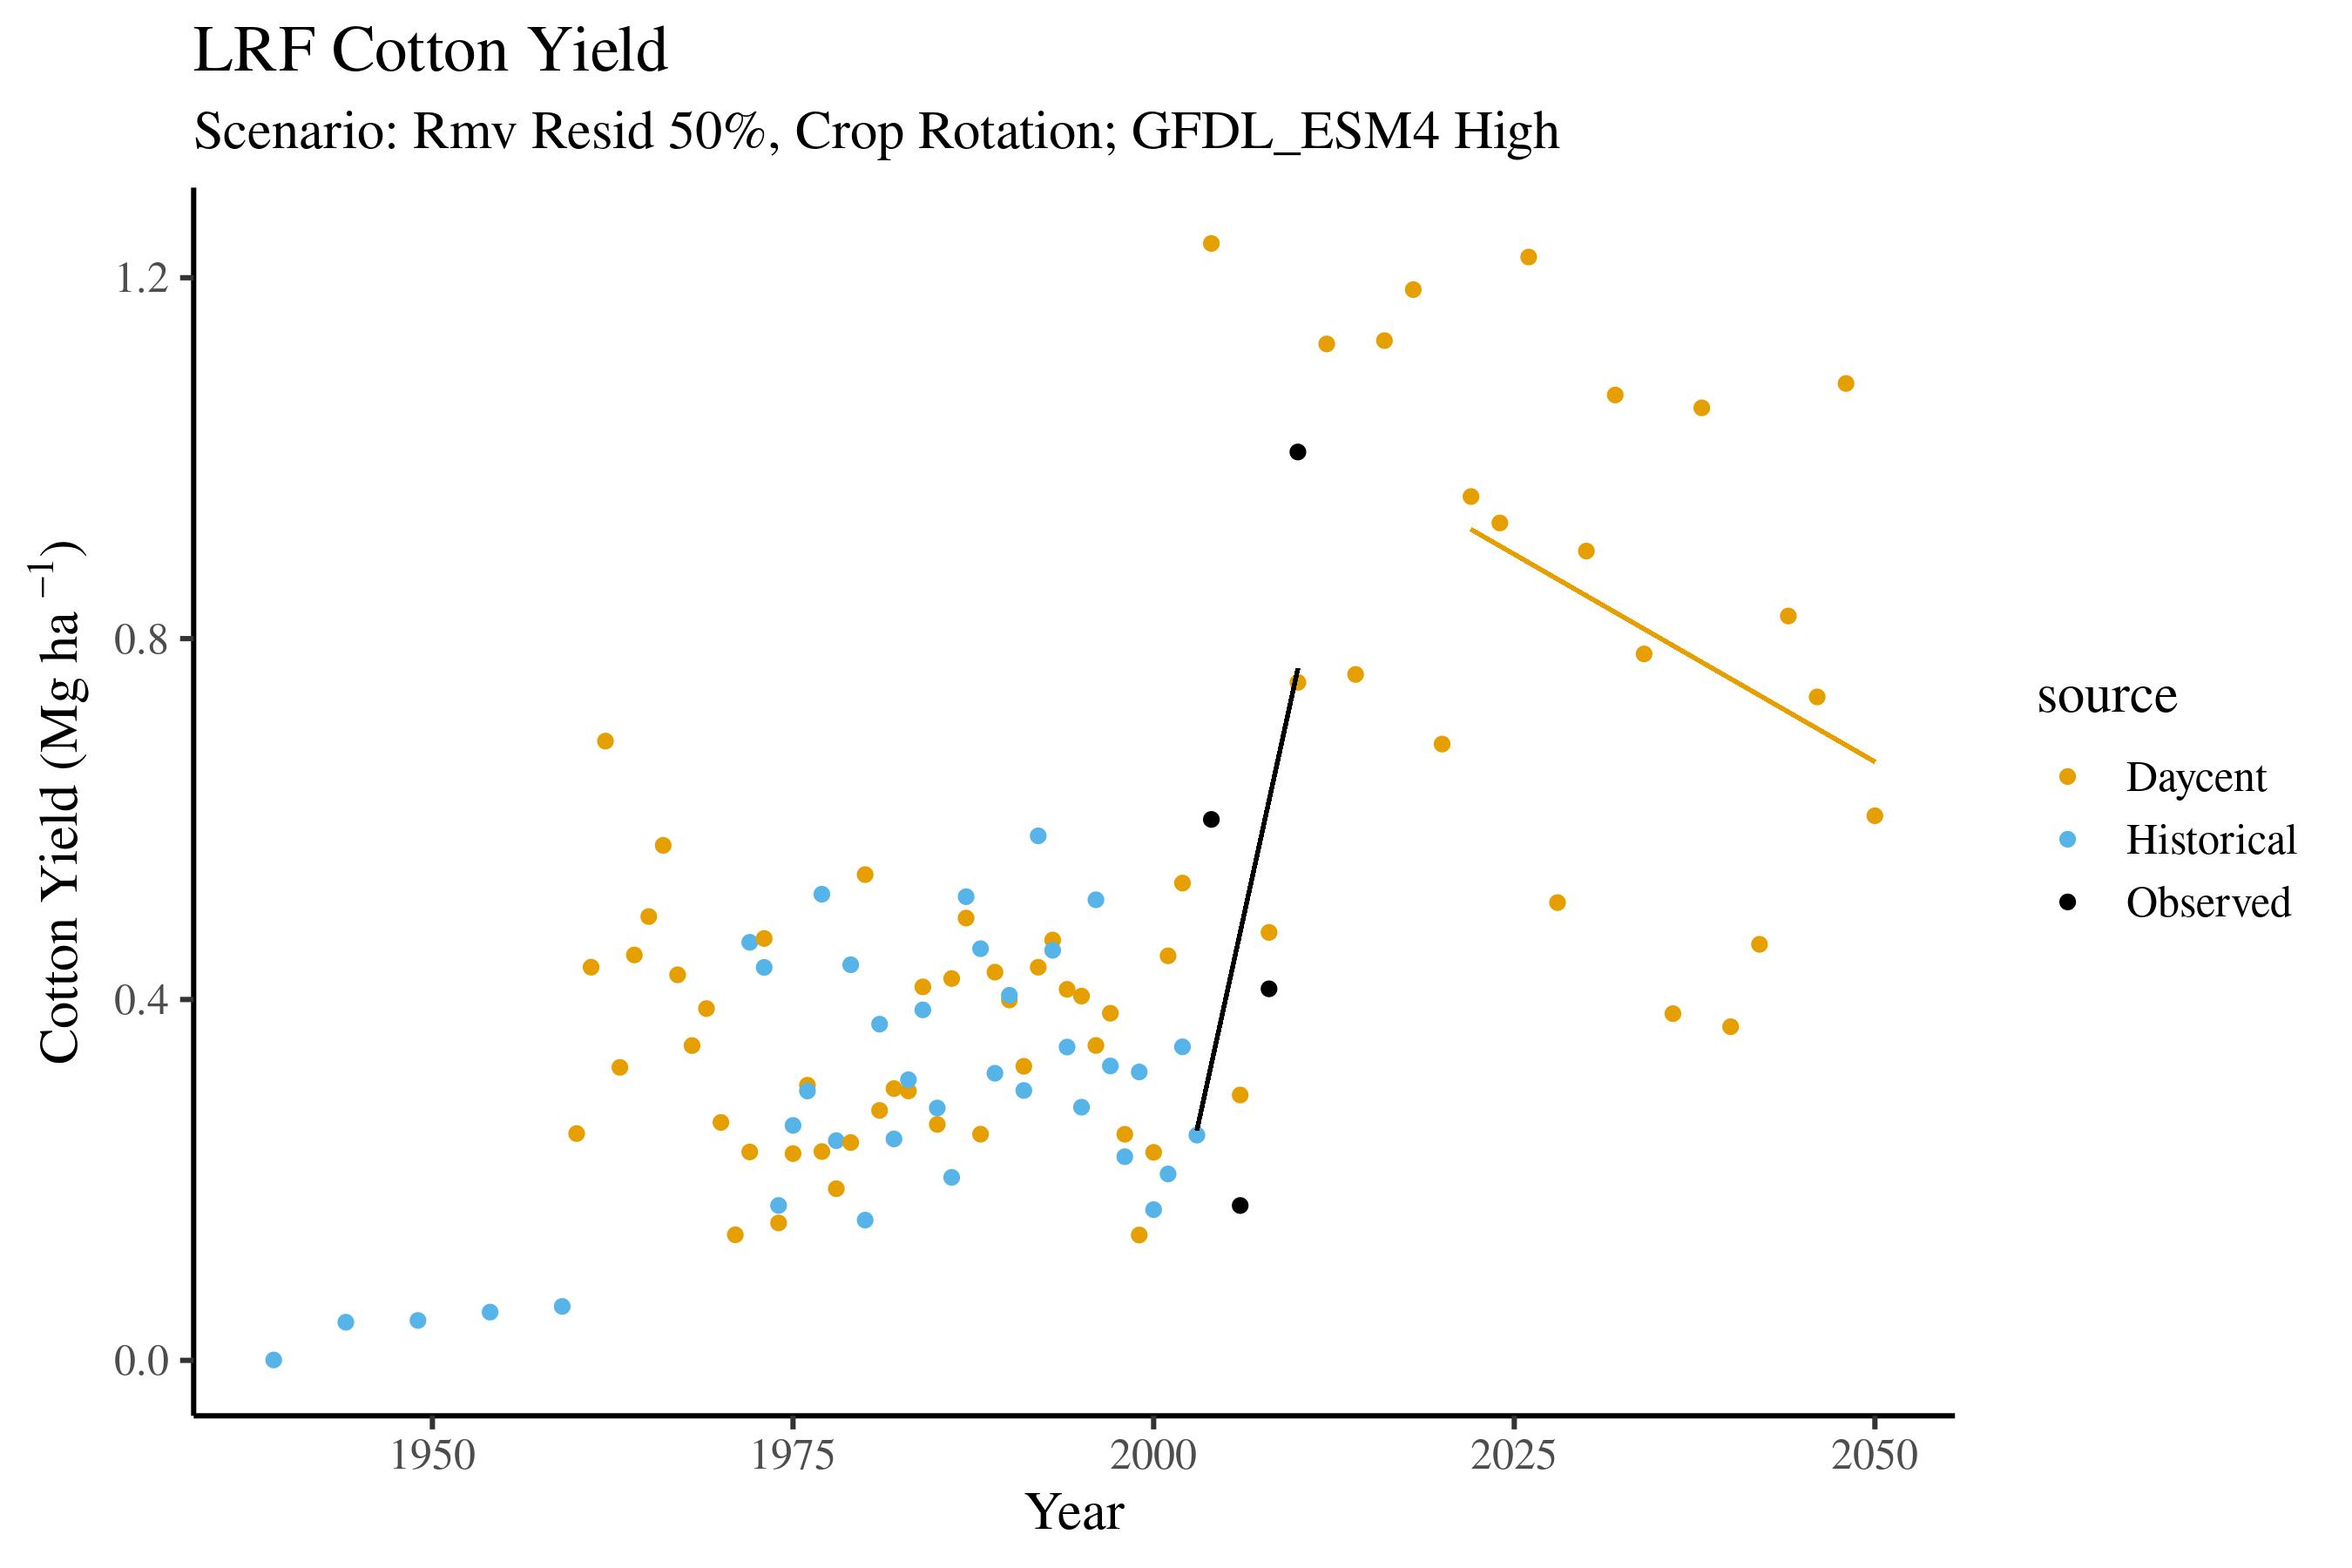 LRF Cotton Yield
Scenario: Rmv Resid 50%, Crop Rotation; GFDL_ESM4 High
Cotton Yield (Mg ha −1)
1.2
0.8
0.4
0.0
1950
1975
2000
2025
2050
Year
source
Daycent
Historical
Observed